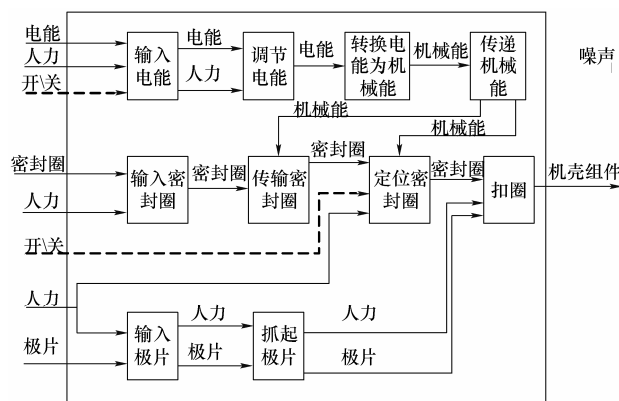 电能
人力
开\关
输入
电能
电能
人力
调节
电能
电能
转换电
能为机
械能
机械能
传递
机械
能
噪声
机械能
机械能
密封圈
人力
输入密
封圈
密封圈
传输密
封圈
密封圈
定位密
封圈
密封圈
扣圈
机壳组件
开\关
人力
极片
输入
极片
人力
极片
抓起
极片
人力
极片